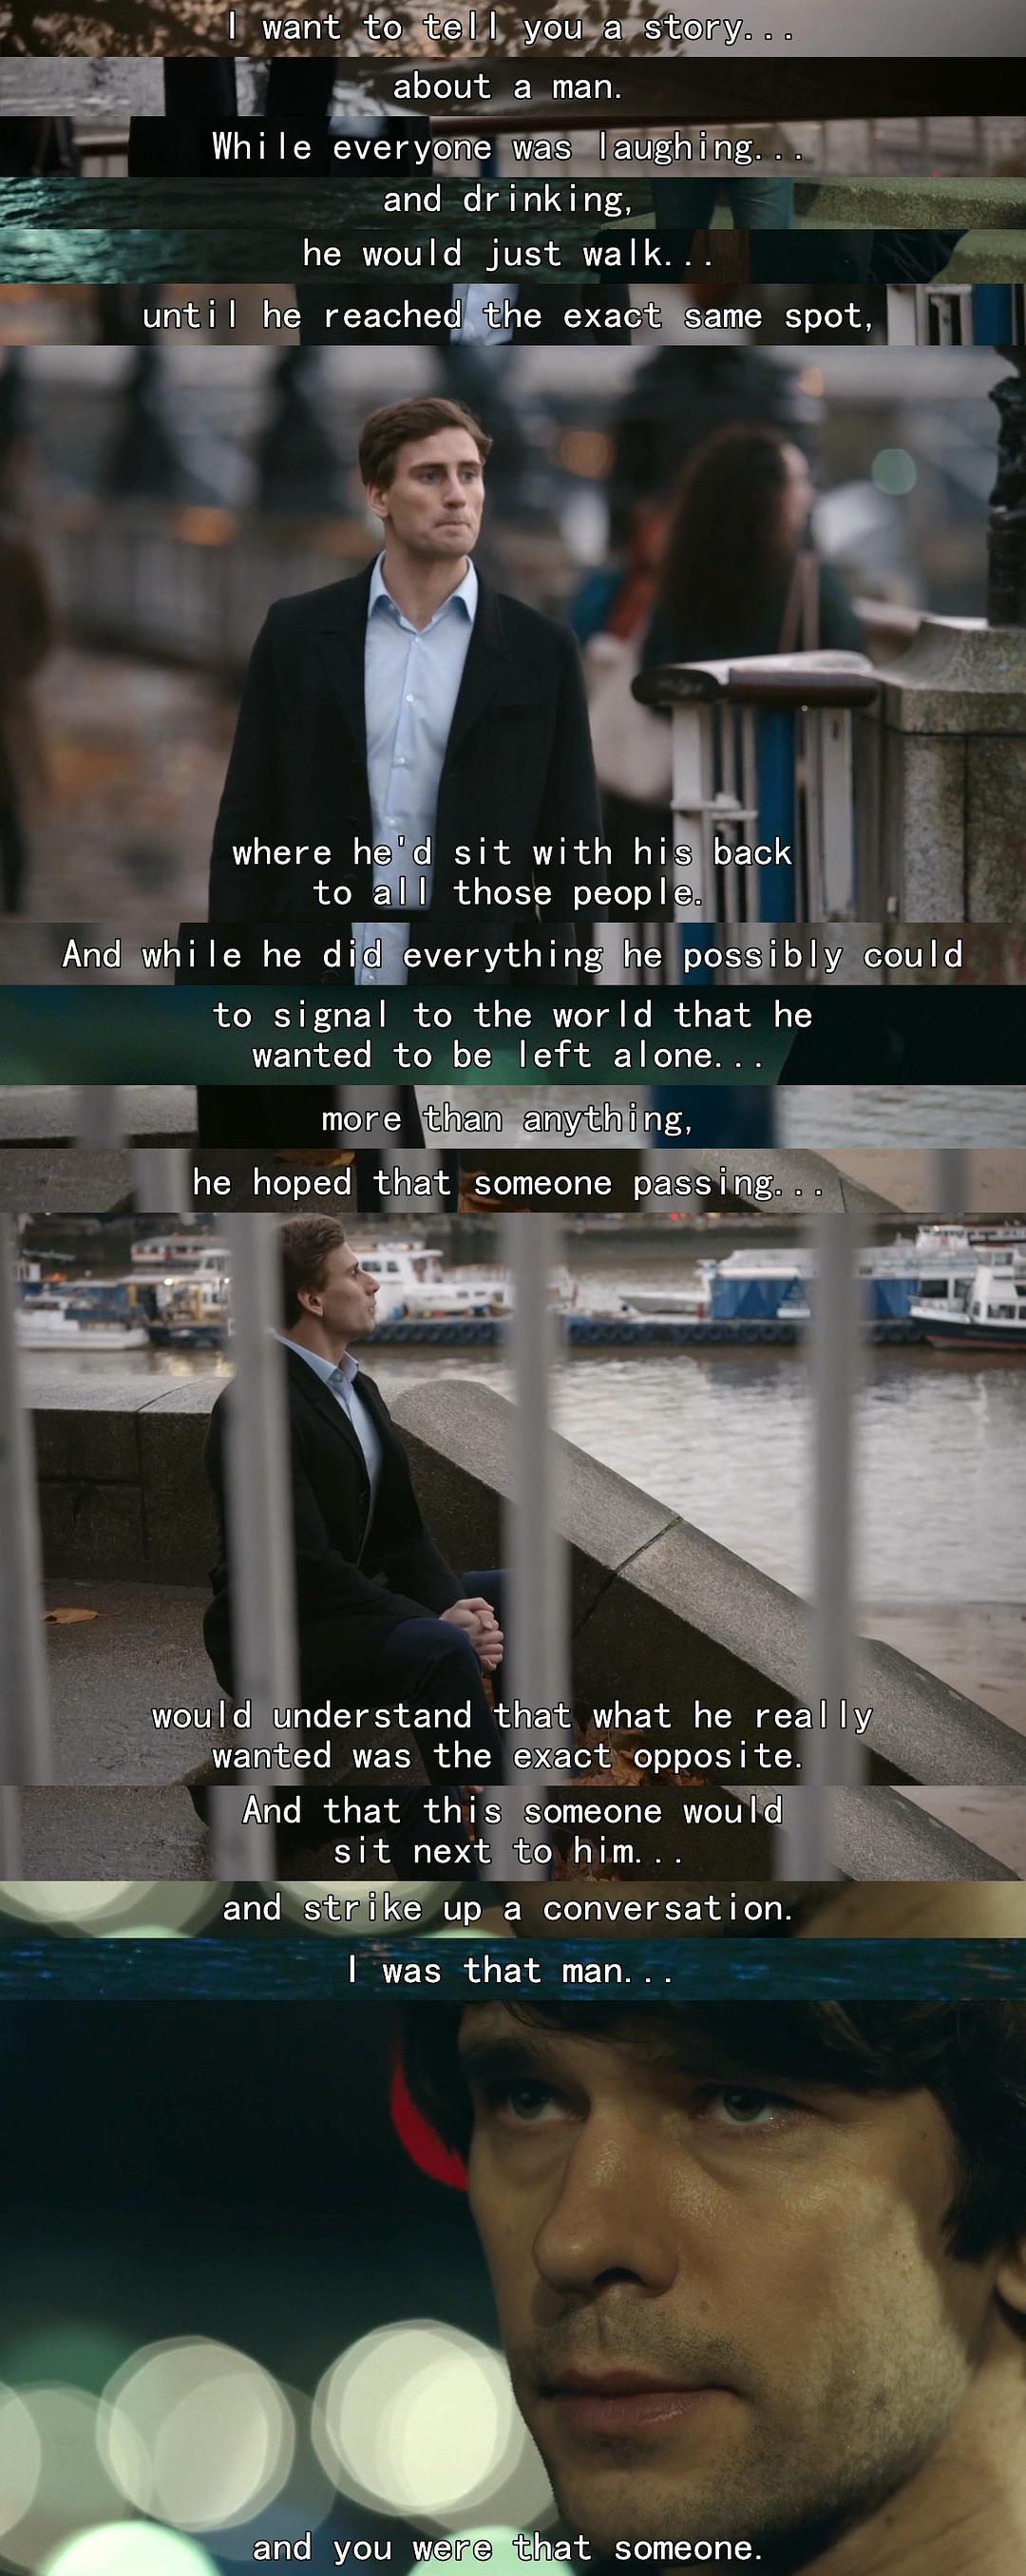 I want to tell you a story...
about a man.
While everyone was laughing...
and drinking,
he would just walk...
until he reached the exact same spot,
where he'd sit with his back
to all those people.
And while he did everything he possibly could
to signal to the world that he
wanted to be left alone...
more than anything,
he hoped that someone passing...
would understand that what he really
wanted was the exact opposite.
And that this someone would
sit next to him...
and strike up a conversation.
I was that man...
and you were that someone.